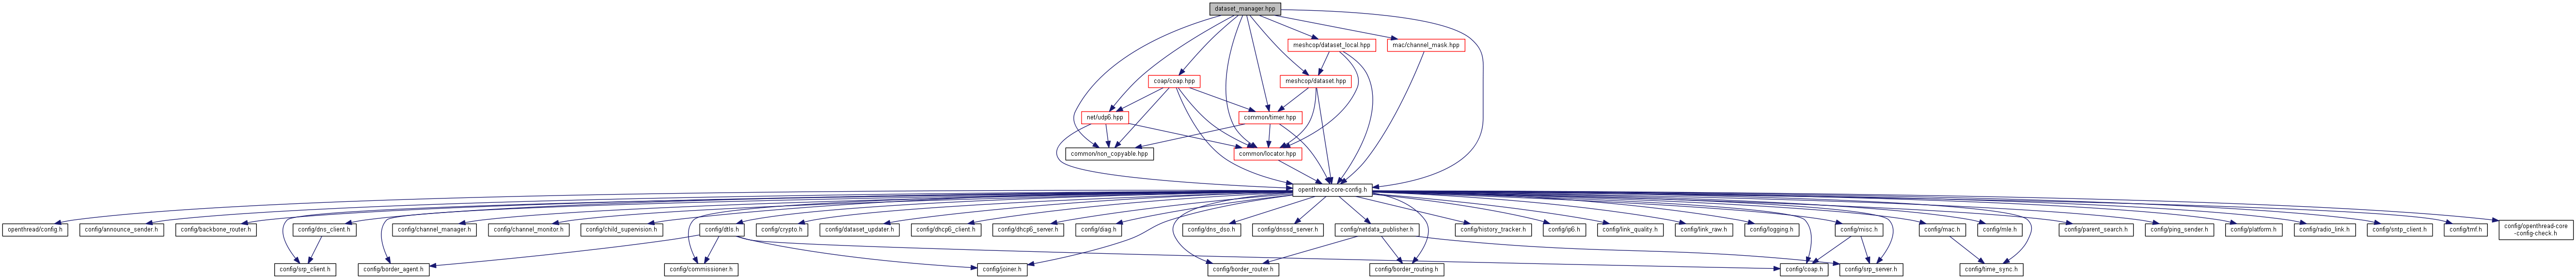 dataset_manager.hpp
meshcop/dataset_local.hpp
mac/channel_mask.hpp
coap/coap.hpp
meshcop/dataset.hpp
net/udp6.hpp
common/timer.hpp
common/non_copyable.hpp
common/locator.hpp
openthread-core-config.h
openthread/config.h
config/announce_sender.h
config/backbone_router.h
config/dns_client.h
config/channel_manager.h
config/channel_monitor.h
config/child_supervision.h
config/dtls.h
config/crypto.h
config/dataset_updater.h
config/dhcp6_client.h
config/dhcp6_server.h
config/diag.h
config/dns_dso.h
config/dnssd_server.h
config/netdata_publisher.h
config/history_tracker.h
config/ip6.h
config/link_quality.h
config/link_raw.h
config/logging.h
config/misc.h
config/mac.h
config/mle.h
config/parent_search.h
config/ping_sender.h
config/platform.h
config/radio_link.h
config/sntp_client.h
config/tmf.h
config/openthread-core
-config-check.h
config/srp_client.h
config/border_agent.h
config/commissioner.h
config/joiner.h
config/border_router.h
config/border_routing.h
config/coap.h
config/srp_server.h
config/time_sync.h